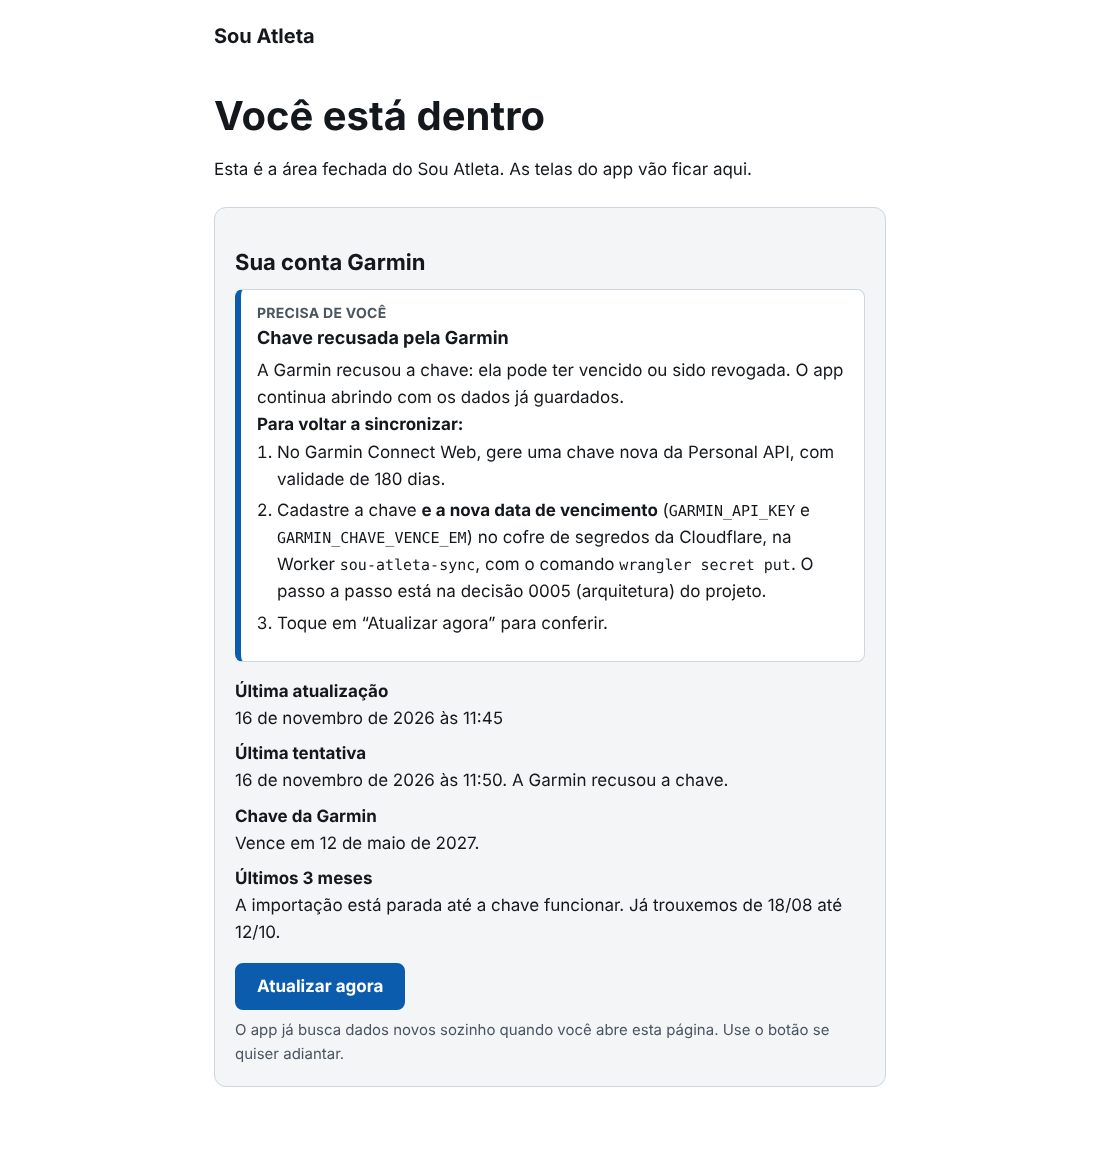 Sou Atleta
Você está dentro
Esta é a área fechada do Sou Atleta. As telas do app vão ficar aqui.
Sua conta Garmin
PRECISA DE VOCÊ
Chave recusada pela Garmin
A Garmin recusou a chave: ela pode ter vencido ou sido revogada. O app
continua abrindo com os dados já guardados.
Para voltar a sincronizar:
1. No Garmin Connect Web, gere uma chave nova da Personal API, com
validade de 180 dias.
2. Cadastre a chave e a nova data de vencimento (GARMIN_API_KEY e
GARMIN_CHAVE_VENCE_EM) no cofre de segredos da Cloudflare, na
Worker sou-atleta-sync, com o comando wrangler secret put. O
passo a passo está na decisão 0005 (arquitetura) do projeto.
3. Toque em “Atualizar agora” para conferir.
Última atualização
16 de novembro de 2026 às 11:45
Última tentativa
16 de novembro de 2026 às 11:50. A Garmin recusou a chave.
Chave da Garmin
Vence em 12 de maio de 2027.
Últimos 3 meses
A importação está parada até a chave funcionar. Já trouxemos de 18/08 até
12/10.
Atualizar agora
O app já busca dados novos sozinho quando você abre esta página. Use o botão se
quiser adiantar.